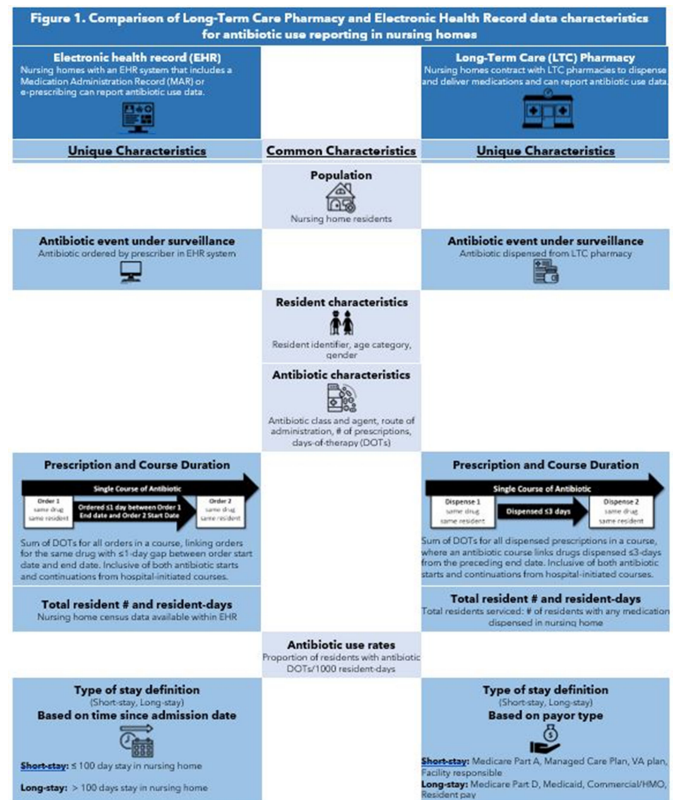 Figure 1. Comparison of Long-Term Care Pharmacy and Electronic Health Record data characteristics
for antibiotic use reporting in nursing homes
Electronic health record (EHR)
Nursing homes with an EHR system that includes a
Medication Administration Record (MAR) or
e-prescribing can report antibiotic use data.
Long-Term Care (LTC) Pharmacy
Nursing homes contract with LTC pharmacies to dispense
and deliver medications and can report antibiotic use data.
Unique Characteristics
Common Characteristics
Unique Characteristics
Population
Nursing home residents
Antibiotic event under surveillance
Antibiotic ordered by prescriber in EHR system
Antibiotic event under surveillance
Antibiotic dispensed from LTC pharmacy
Resident characteristics
Resident identifier, age category,
gender
Antibiotic characteristics
Antibiotic class and agent, route of
administration, # of prescriptions,
days-of-therapy (DOTs)
Prescription and Course Duration
Single Course of Antibiotic
Order 1
same drug
same resident
Ordered ≤1 day between Order 1
End date and Order 2 Start Date
Order 2
same drug
same resident
Sum of DOTs for all orders in a course, linking orders
for the same drug with ≤1-day gap between order start
date and end date. Inclusive of both antibiotic starts
and continuations from hospital-initiated courses.
Prescription and Course Duration
Single Course of Antibiotic
Dispense 1
same drug
same resident
Dispensed ≤3 days
Dispense 2
same drug
same resident
Sum of DOTs for all dispensed prescriptions in a course,
where an antibiotic course links drugs dispensed ≤3-days
from the preceding end date. Inclusive of both antibiotic
starts and continuations from hospital-initiated courses.
Total resident # and resident-days
Nursing home census data available within EHR
Total resident # and resident-days
Total residents serviced: # of residents with any medication
dispensed in nursing home
Antibiotic use rates
Proportion of residents with antibiotic
DOTs/1000 resident-days
Type of stay definition
(Short-stay, Long-stay)
Based on time since admission date
Short-stay: ≤ 100 day stay in nursing home
Long-stay: > 100 days stay in nursing home
Type of stay definition
(Short-stay, Long-stay)
Based on payor type
Short-stay: Medicare Part A, Managed Care Plan, VA plan,
Facility responsible
Long-stay: Medicare Part D, Medicaid, Commercial/HMO,
Resident pay